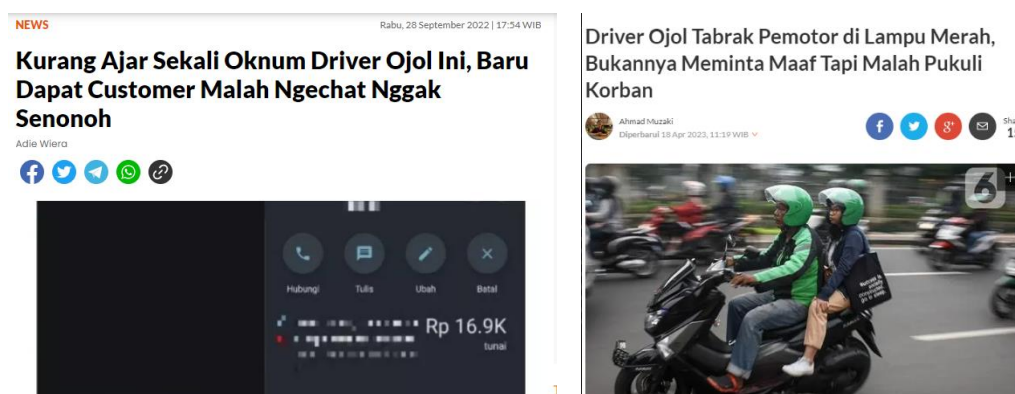 NEWS
Rabu, 28 September 2022 | 17:54 WIB
Kurang Ajar Sekali Oknum Driver Ojol Ini, Baru
Dapat Customer Malah Ngechat Nggak
Senonoh
Adie Wiera
Hubungi Tulis Ubah Batal
Rp 16.9K
tunai
Driver Ojol Tabrak Pemotor di Lampu Merah,
Bukannya Meminta Maaf Tapi Malah Pukuli
Korban
Ahmad Muzaki
Diperbarui 18 Apr 2023, 11:19 WIB
6